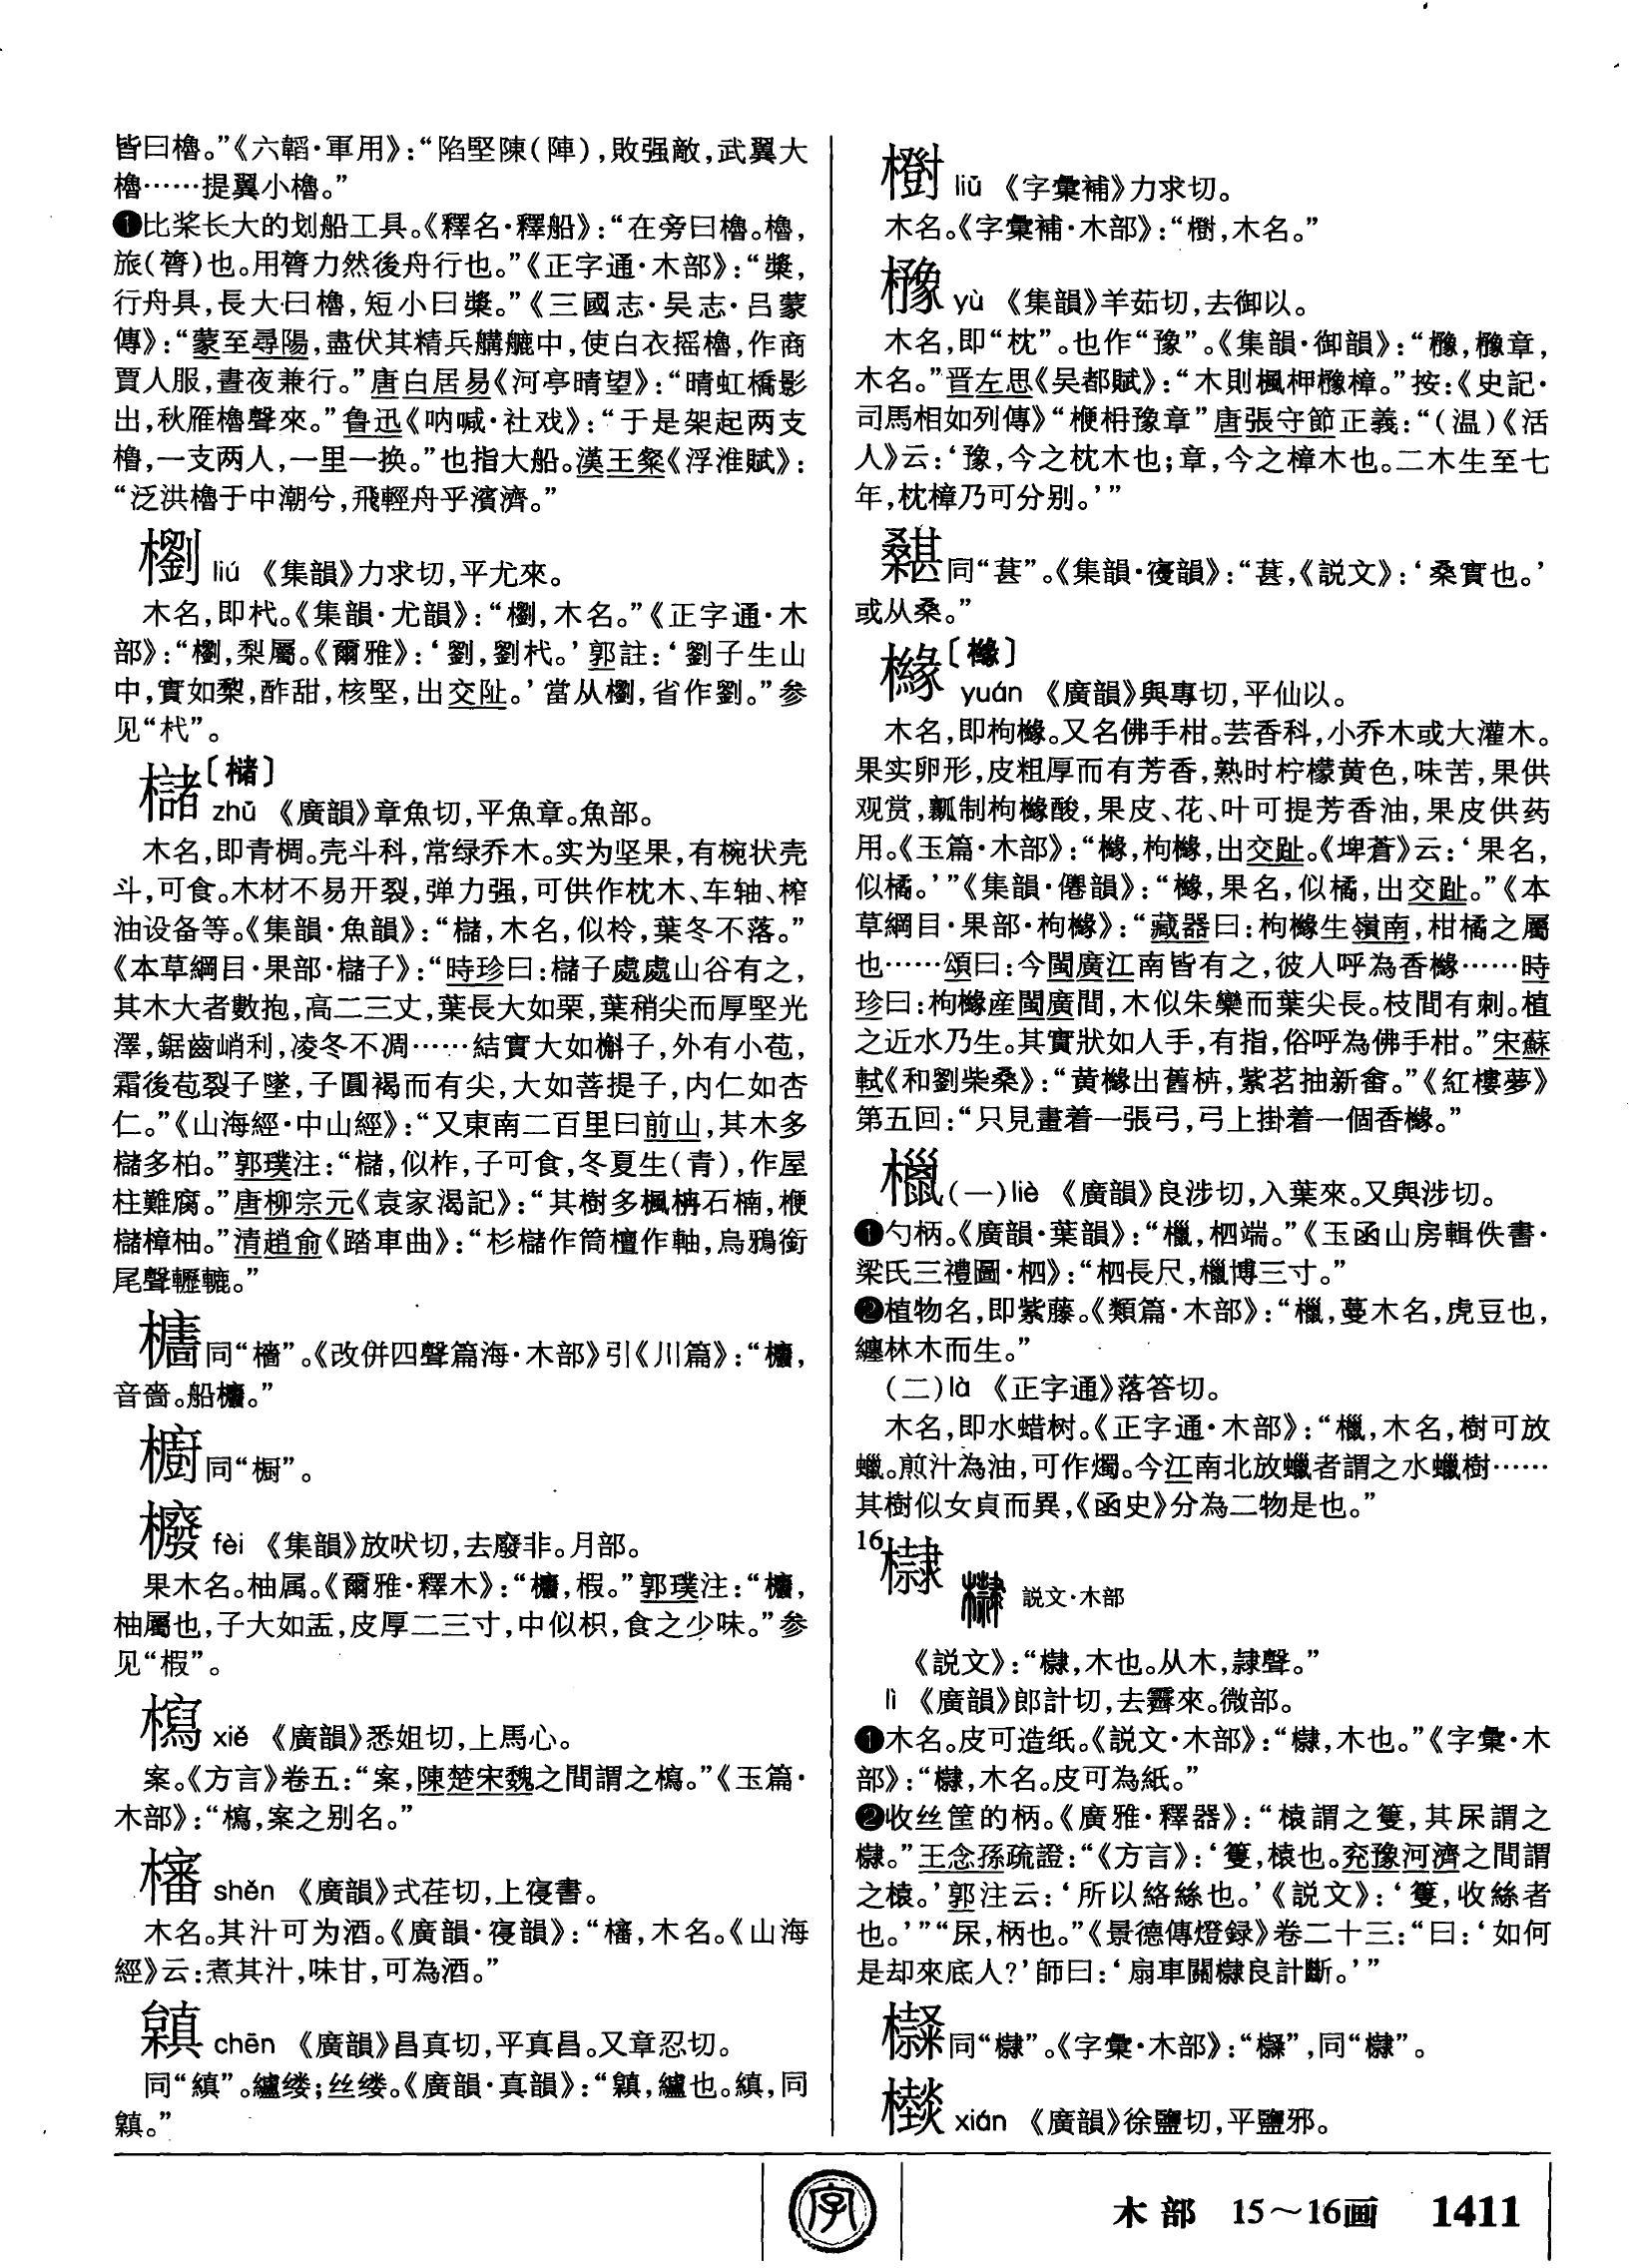 皆曰櫓。”《六韜·軍用》：“陷堅陳（陣），敗强敵，武翼大
櫓……提翼小櫓。”
❶比桨长大的划船工具。《釋名·釋船》：“在旁曰櫓。櫓，
旅（膂）也。用膂力然後舟行也。”《正字通·木部》：“槳，
行舟具，長大曰櫓，短小曰槳。”《三國志·吴志·吕蒙
傳》：“蒙至尋陽，盡伏其精兵𦩷𦪇中，使白衣摇櫓，作商
賈人服，晝夜兼行。”唐白居易《河亭晴望》：“晴虹橋影
出，秋雁櫓聲來。”鲁迅《呐喊·社戏》：“于是架起两支
橹，一支两人，一里一换。”也指大船。漢王粲《浮淮賦》：
“泛洪櫓于中潮兮，飛輕舟乎濱濟。”
𣟑 liú 《集韻》力求切，平尤來。
木名，即杙。《集韻·尤韻》：“𣟑，木名。”《正字通·木
部》：“𣟑，梨屬。《爾雅》：‘劉，劉杙。’郭註：‘劉子生山
中，實如棃，酢甜，核堅，出交阯。’當从𣟑，省作劉。”参
见“杙”。
櫧〔槠〕
zhū 《廣韻》章魚切，平魚章。魚部。
木名，即青椆。壳斗科，常绿乔木。实为坚果，有椀状壳
斗，可食。木材不易开裂，弹力强，可供作枕木、车轴、榨
油设备等。《集韻·魚韻》：“櫧，木名，似柃，葉冬不落。”
《本草綱目·果部·櫧子》：“時珍曰：櫧子處處山谷有之，
其木大者數抱，高二三丈，葉長大如栗，葉稍尖而厚堅光
澤，鋸齒峭利，凌冬不凋……結實大如槲子，外有小苞，
霜後苞裂子墜，子圓褐而有尖，大如菩提子，内仁如杏
仁。”《山海經·中山經》：“又東南二百里曰前山，其木多
櫧多柏。”郭璞注：“櫧，似柞，子可食，冬夏生（青），作屋
柱難腐。”唐柳宗元《袁家渴記》：“其樹多楓柟石楠，楩
櫧樟柚。”清趙俞《踏車曲》：“杉櫧作筒檀作軸，烏鴉銜
尾聲轣轆。”
同“檣”。《改併四聲篇海·木部》引《川篇》：“
音嗇。船
櫥同“橱”。
櫠 fèi 《集韻》放吠切，去廢非。月部。
果木名。柚属。《爾雅·釋木》：“櫠，椵。”郭璞注：“櫠，
柚屬也，子大如盂，皮厚二三寸，中似枳，食之少味。”参
见“椵”。
㯕 xiě 《廣韻》悉姐切，上馬心。
案。《方言》卷五：“案，陳楚宋魏之間謂之㯕。”《玉篇·
木部》：“㯕，案之别名。”
㰂 shěn 《廣韻》式荏切，上寑書。
木名。其汁可为酒。《廣韻·寑韻》：“㰂，木名。《山海
經》云：煮其汁，味甘，可為酒。”
chēn 《廣韻》昌真切，平真昌。又章忍切。
同“縝”。纑缕；丝缕。《廣韻·真韻》：“ ，纑也。縝，同
liǔ 《字彙補》力求切。
木名。《字彙補·木部》：“ ，木名。”
櫲 yù 《集韻》羊茹切，去御以。
木名，即“枕”。也作“豫”。《集韻·御韻》：“櫲，櫲章，
木名。”晋左思《吴都賦》：“木則楓柙櫲樟。”按：《史記·
司馬相如列傳》“楩枏豫章”唐張守節正義：“（温）《活
人》云：‘豫，今之枕木也；章，今之樟木也。二木生至七
年，枕樟乃可分别。’”
同“葚”。《集韻·寑韻》：“葚，《説文》：‘桑實也。’
或从桑。”
櫞〔橼〕
yuán 《廣韻》與專切，平仙以。
木名，即枸櫞。又名佛手柑。芸香科，小乔木或大灌木。
果实卵形，皮粗厚而有芳香，熟时柠檬黄色，味苦，果供
观赏，瓤制枸橼酸，果皮、花、叶可提芳香油，果皮供药
用。《玉篇·木部》：“櫞，枸櫞，出交趾。《埤蒼》云：‘果名，
似橘。’”《集韻·僊韻》：“櫞，果名，似橘，出交趾。”《本
草綱目·果部·枸櫞》：“藏器曰：枸櫞生嶺南，柑橘之屬
也……頌曰：今閩廣江南皆有之，彼人呼為香櫞……時
珍曰：枸櫞産閩廣間，木似朱欒而葉尖長。枝間有刺。植
之近水乃生。其實狀如人手，有指，俗呼為佛手柑。”宋蘇
軾《和劉柴桑》：“黄櫞出舊枿，紫茗抽新畬。”《紅樓夢》
第五回：“只見畫着一張弓，弓上掛着一個香櫞。”
㯿(一)liè 《廣韻》良涉切，入葉來。又與涉切。
❶勺柄。《廣韻·葉韻》：“㯿，柶端。”《玉函山房輯佚書·
梁氏三禮圖·柶》：“柶長尺，㯿博三寸。”
❷植物名，即紫藤。《類篇·木部》：“㯿，蔓木名，虎豆也，
纏林木而生。”
(二)là 《正字通》落答切。
木名，即水蜡树。《正字通·木部》：“㯿，木名，樹可放
蠟。煎汁為油，可作燭。今江南北放蠟者謂之水蠟樹……
其樹似女貞而異，《函史》分為二物是也。”
16 㰀 説文·木部
《説文》：“㰀，木也。从木，隸聲。”
lì 《廣韻》郎計切，去霽來。微部。
❶木名。皮可造纸。《説文·木部》：“㰀，木也。”《字彙·木
部》：“㰀，木名。皮可為紙。”
❷收丝筐的柄。《廣雅·釋器》：“榬謂之籰，其㞎謂之
㰀。”王念孫疏證：“《方言》：‘籰，榬也。兖豫河濟之間謂
之榬。’郭注云：‘所以絡絲也。’《説文》：‘籰，收絲者
也。’”“㞎，柄也。”《景德傳燈録》卷二十三：“曰：‘如何
是却來底人？’師曰：‘扇車關㰀良計斷。’”
同“㰀”。《字彙·木部》：“ ”，同“㰀”。
xián 《廣韻》徐鹽切，平鹽邪。
字
木部 15～16画 1411